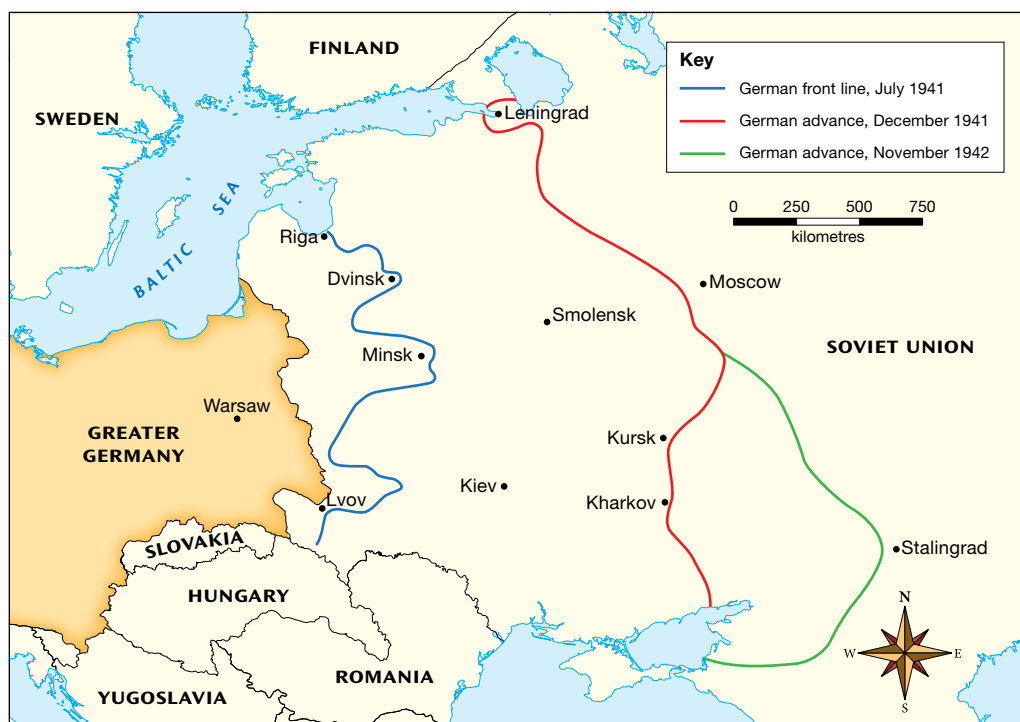 FINLAND
SWEDEN
Key
German front line, July 1941
German advance, December 1941
German advance, November 1942
0 250 500 750
kilometres
Leningrad
BALTIC SEA
Riga
Dvinsk
Moscow
Smolensk
Minsk
SOVIET UNION
Warsaw
GREATER
GERMANY
Kursk
Kiev
Kharkov
Lvov
SLOVAKIA
Stalingrad
HUNGARY
ROMANIA
YUGOSLAVIA
N
W E
S